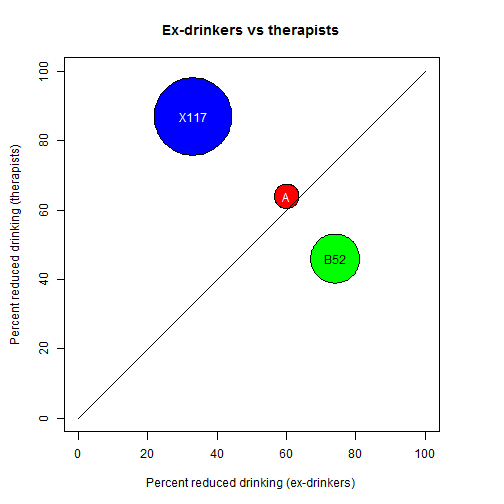 Ex-drinkers vs therapists
Percent reduced drinking (therapists)
100
80
60
40
20
0
X117
A
B52
0 20 40 60 80 100
Percent reduced drinking (ex-drinkers)